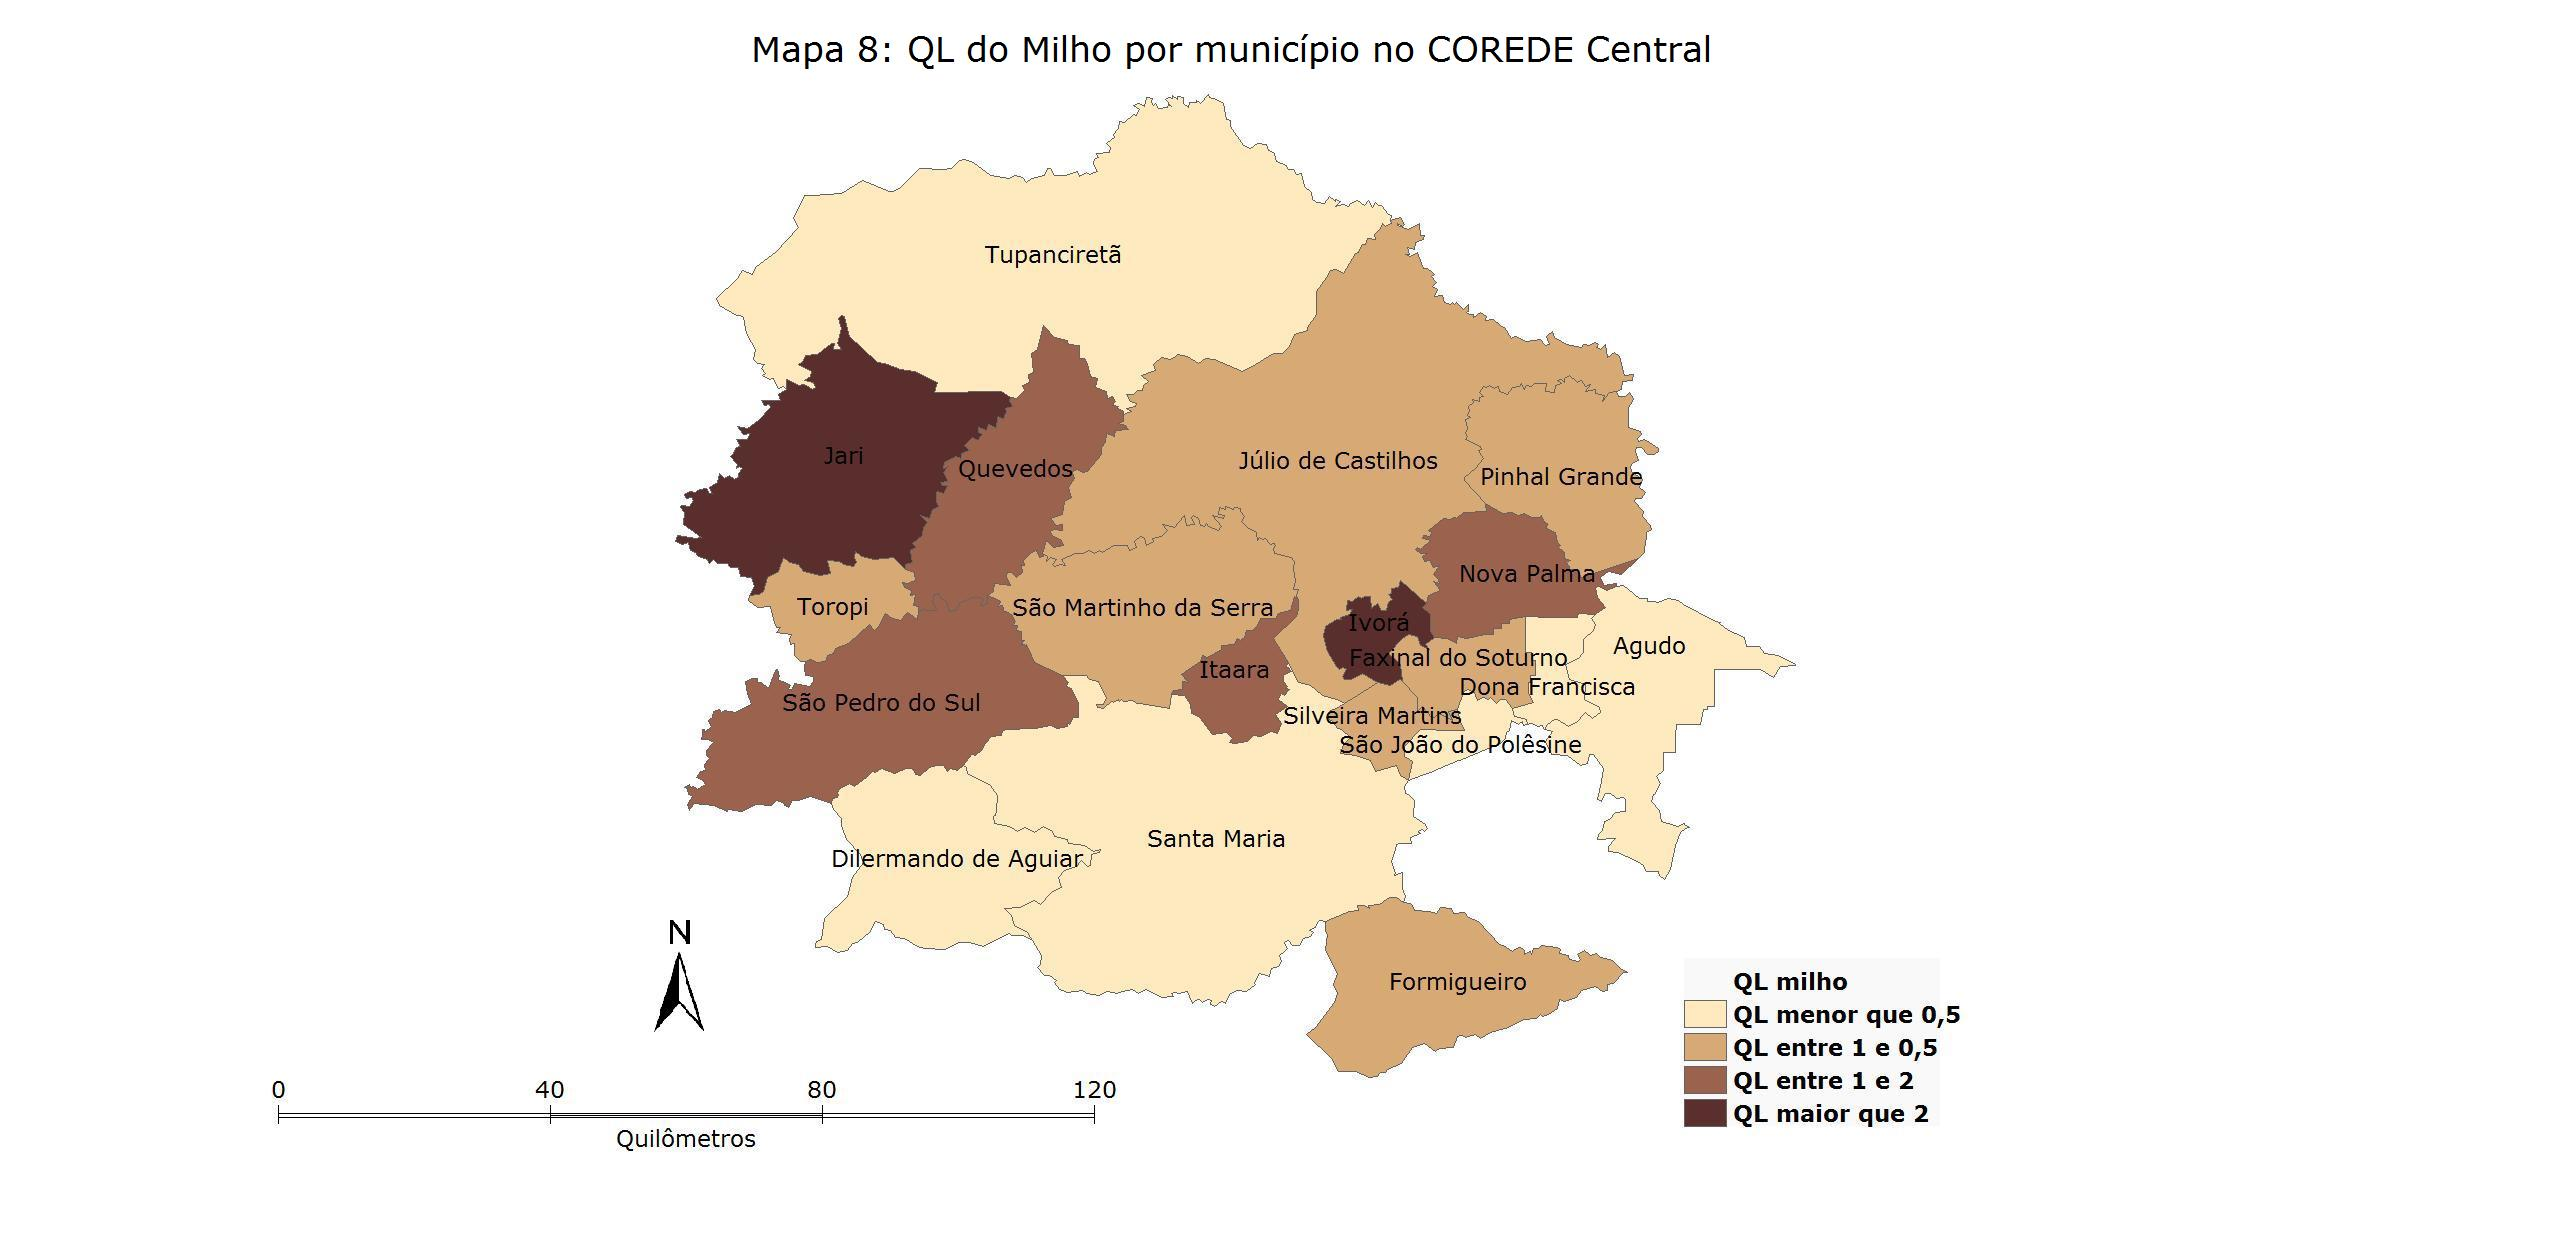 Mapa 8: QL do Milho por município no COREDE Central
Tupanciretã
Jari
Quevedos
Júlio de Castilhos
Pinhal Grande
Nova Palma
Toropi
São Martinho da Serra
Ivorá
Agudo
Faxinal do Soturno
Itaara
Dona Francisca
São Pedro do Sul
Silveira Martins
São João do Polêsine
Santa Maria
Dilermando de Aguiar
N
Formigueiro
QL milho
QL menor que 0,5
QL entre 1 e 0,5
QL entre 1 e 2
QL maior que 2
0 40 80 120
Quilômetros